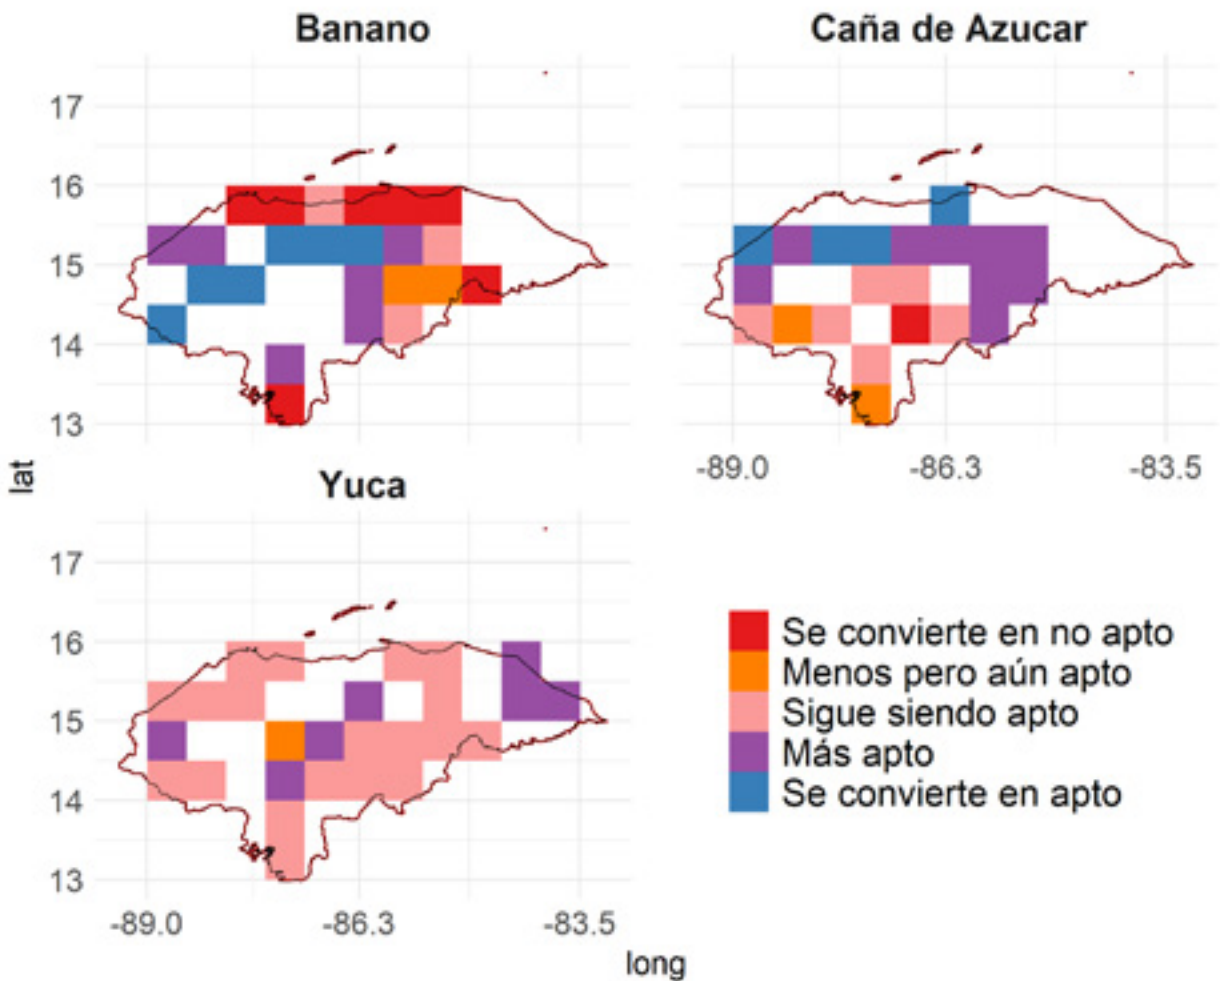 Banano
Caña de Azucar
17
16
15
14
13
-89.0
-86.3
-83.5
lat
Yuca
17
16
15
14
13
-89.0
-86.3
-83.5
long
Se convierte en no apto
Menos pero aún apto
Sigue siendo apto
Más apto
Se convierte en apto